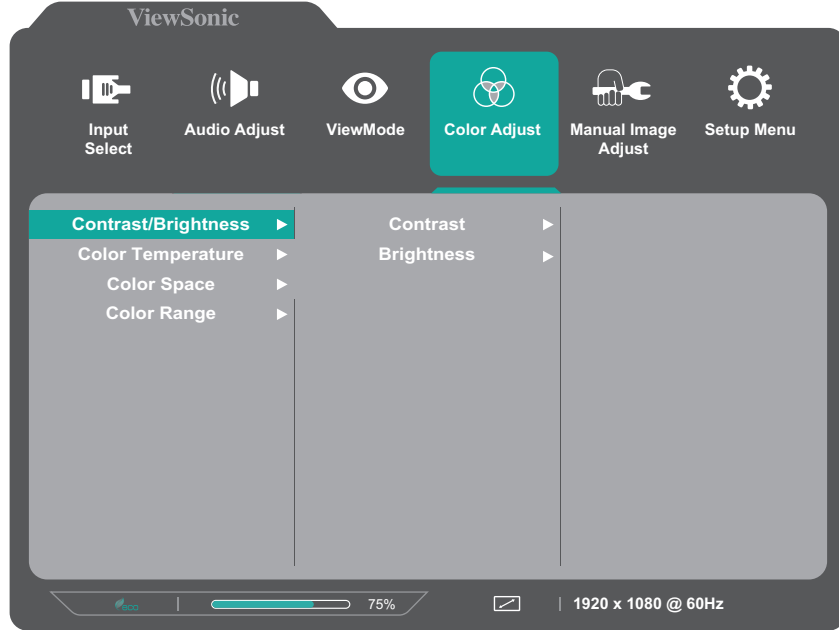 ViewSonic
Input
Select
Audio Adjust
ViewMode
Color Adjust
Manual Image
Adjust
Setup Menu
Contrast/Brightness
Contrast
Color Temperature
Brightness
Color Space
Color Range
eco
75%
1920 x 1080 @ 60Hz